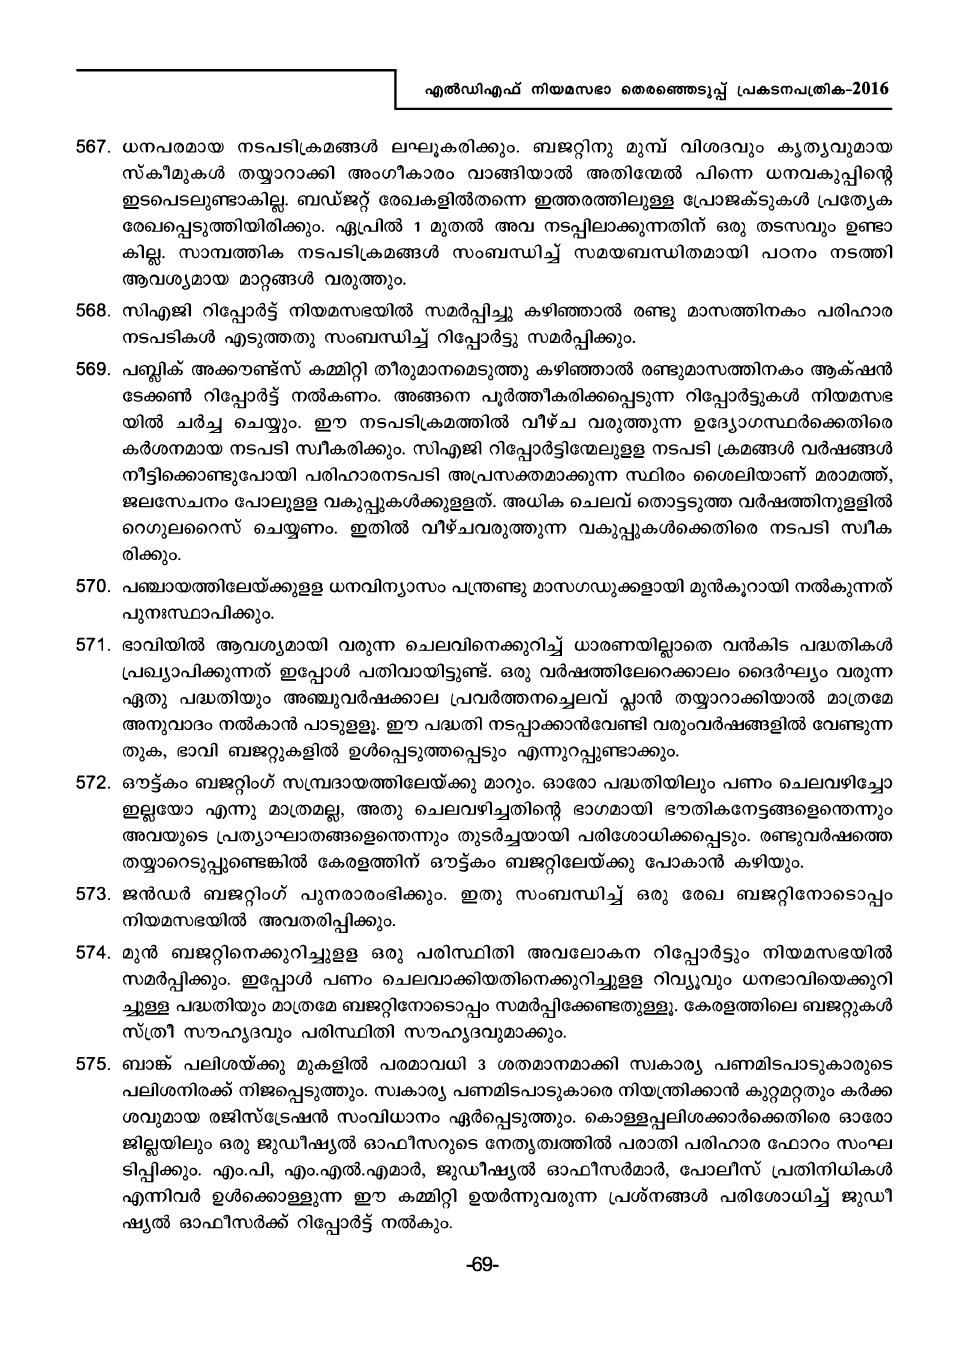 എൽഡിഎഫ് നിയമസഭാ തെരഞ്ഞെടുപ്പ് പ്രകടനപത്രിക-2016
567. ധനപരമായ നടപടിക്രമങ്ങൾ ലഘൂകരിക്കും. ബജറ്റിനു മുമ്പ് വിശദവും കൃത്യവുമായ
സ്കീമുകൾ തയ്യാറാക്കി അംഗീകാരം വാങ്ങിയാൽ അതിന്മേൽ പിന്നെ ധനവകുപ്പിന്റെ
ഇടപെടലുണ്ടാകില്ല. ബഡ്ജറ്റ് രേഖകളിൽതന്നെ ഇത്തരത്തിലുള്ള പ്രോജക്ടുകൾ പ്രത്യേക
രേഖപ്പെടുത്തിയിരിക്കും. ഏപ്രിൽ 1 മുതൽ അവ നടപ്പിലാക്കുന്നതിന് ഒരു തടസവും ഉണ്ടാ
കില്ല. സാമ്പത്തിക നടപടിക്രമങ്ങൾ സംബന്ധിച്ച് സമയബന്ധിതമായി പഠനം നടത്തി
ആവശ്യമായ മാറ്റങ്ങൾ വരുത്തും.
568. സിഎജി റിപ്പോർട്ട് നിയമസഭയിൽ സമർപ്പിച്ചു കഴിഞ്ഞാൽ രണ്ടു മാസത്തിനകം പരിഹാര
നടപടികൾ എടുത്തതു സംബന്ധിച്ച് റിപ്പോർട്ടു സമർപ്പിക്കും.
569. പബ്ലിക് അക്കൗണ്ട്സ് കമ്മിറ്റി തീരുമാനമെടുത്തു കഴിഞ്ഞാൽ രണ്ടുമാസത്തിനകം ആക്ഷൻ
ടേക്കൺ റിപ്പോർട്ട് നൽകണം. അങ്ങനെ പൂർത്തീകരിക്കപ്പെടുന്ന റിപ്പോർട്ടുകൾ നിയമസഭ
യിൽ ചർച്ച ചെയ്യും. ഈ നടപടിക്രമത്തിൽ വീഴ്ച വരുത്തുന്ന ഉദ്യോഗസ്ഥർക്കെതിരെ
കർശനമായ നടപടി സ്വീകരിക്കും. സിഎജി റിപ്പോർട്ടിന്മേലുളള നടപടി ക്രമങ്ങൾ വർഷങ്ങൾ
നീട്ടിക്കൊണ്ടുപോയി പരിഹാരനടപടി അപ്രസക്തമാക്കുന്ന സ്ഥിരം ശൈലിയാണ് മരാമത്ത്,
ജലസേചനം പോലുളള വകുപ്പുകൾക്കുള്ളത്. അധിക ചെലവ് തൊട്ടടുത്ത വർഷത്തിനുളളിൽ
റെഗുലറൈസ് ചെയ്യണം. ഇതിൽ വീഴ്ചവരുത്തുന്ന വകുപ്പുകൾക്കെതിരെ നടപടി സ്വീക
രിക്കും.
570. പഞ്ചായത്തിലേയ്ക്കുളള ധനവിന്യാസം പന്ത്രണ്ടു മാസഗഡുക്കളായി മുൻകൂറായി നൽകുന്നത്
പുനഃസ്ഥാപിക്കും.
571. ഭാവിയിൽ ആവശ്യമായി വരുന്ന ചെലവിനെക്കുറിച്ച് ധാരണയില്ലാതെ വൻകിട പദ്ധതികൾ
പ്രഖ്യാപിക്കുന്നത് ഇപ്പോൾ പതിവായിട്ടുണ്ട്. ഒരു വർഷത്തിലേറെക്കാലം ദൈർഘ്യം വരുന്ന
ഏതു പദ്ധതിയും അഞ്ചുവർഷക്കാല പ്രവർത്തനച്ചെലവ് പ്ലാൻ തയ്യാറാക്കിയാൽ മാത്രമേ
അനുവാദം നൽകാൻ പാടുള്ളൂ. ഈ പദ്ധതി നടപ്പാക്കാൻവേണ്ടി വരുംവർഷങ്ങളിൽ വേണ്ടുന്ന
തുക, ഭാവി ബജറ്റുകളിൽ ഉൾപ്പെടുത്തപ്പെടും എന്നുറപ്പുണ്ടാക്കും.
572. ഔട്ട്കം ബജറ്റിംഗ് സമ്പ്രദായത്തിലേയ്ക്കു മാറും. ഓരോ പദ്ധതിയിലും പണം ചെലവഴിച്ചോ
ഇല്ലയോ എന്നു മാത്രമല്ല, അതു ചെലവഴിച്ചതിന്റെ ഭാഗമായി ഭൗതികനേട്ടങ്ങളെന്തെന്നും
അവയുടെ പ്രത്യാഘാതങ്ങളെന്തെന്നും തുടർച്ചയായി പരിശോധിക്കപ്പെടും. രണ്ടുവർഷത്തെ
തയ്യാറെടുപ്പുണ്ടെങ്കിൽ കേരളത്തിന് ഔട്ട്കം ബജറ്റിലേയ്ക്കു പോകാൻ കഴിയും.
573. ജൻഡർ ബജറ്റിംഗ് പുനരാരംഭിക്കും. ഇതു സംബന്ധിച്ച് ഒരു രേഖ ബജറ്റിനോടൊപ്പം
നിയമസഭയിൽ അവതരിപ്പിക്കും.
574. മുൻ ബജറ്റിനെക്കുറിച്ചുളള ഒരു പരിസ്ഥിതി അവലോകന റിപ്പോർട്ടും നിയമസഭയിൽ
സമർപ്പിക്കും. ഇപ്പോൾ പണം ചെലവാക്കിയതിനെക്കുറിച്ചുളള റിവ്യൂവും ധനഭാവിയെക്കുറി
ച്ചുള്ള പദ്ധതിയും മാത്രമേ ബജറ്റിനോടൊപ്പം സമർപ്പിക്കേണ്ടതുള്ളൂ. കേരളത്തിലെ ബജറ്റുകൾ
സ്ത്രീ സൗഹൃദവും പരിസ്ഥിതി സൗഹൃദവുമാക്കും.
575. ബാങ്ക് പലിശയ്ക്കു മുകളിൽ പരമാവധി 3 ശതമാനമാക്കി സ്വകാര്യ പണമിടപാടുകാരുടെ
പലിശനിരക്ക് നിജപ്പെടുത്തും. സ്വകാര്യ പണമിടപാടുകാരെ നിയന്ത്രിക്കാൻ കുറ്റമറ്റതും കർക്ക
ശവുമായ രജിസ്ട്രേഷൻ സംവിധാനം ഏർപ്പെടുത്തും. കൊള്ളപ്പലിശക്കാർക്കെതിരെ ഓരോ
ജില്ലയിലും ഒരു ജുഡീഷ്യൽ ഓഫീസറുടെ നേതൃത്വത്തിൽ പരാതി പരിഹാര ഫോറം സംഘ
ടിപ്പിക്കും. എം.പി, എം.എൽ.എമാർ, ജുഡീഷ്യൽ ഓഫീസർമാർ, പോലീസ് പ്രതിനിധികൾ
എന്നിവർ ഉൾക്കൊള്ളുന്ന ഈ കമ്മിറ്റി ഉയർന്നുവരുന്ന പ്രശ്നങ്ങൾ പരിശോധിച്ച് ജുഡീ
ഷ്യൽ ഓഫീസർക്ക് റിപ്പോർട്ട് നൽകും.
-69-